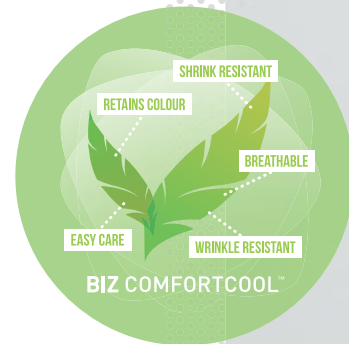 SHRINK RESISTANT
RETAINS COLOUR
BREATHABLE
EASY CARE
WRINKLE RESISTANT
BIZ COMFORTCOOL™